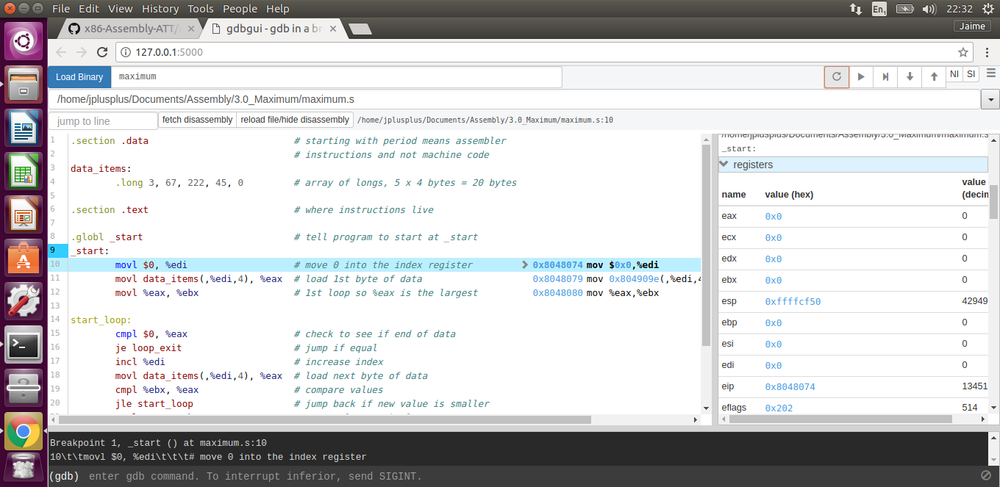 File Edit View History Tools People Help
En1 22:32
x86-Assembly-ATT/ × gdbgui - gdb in a br × Jaime
127.0.0.1:5000
Load Binary maximum NI SI
/home/jplusplus/Documents/Assembly/3.0_Maximum/maximum.s
jump to line fetch disassembly reload file/hide disassembly /home/jplusplus/Documents/Assembly/3.0_Maximum/maximum.s:10
1 .section .data # starting with period means assembler
2 # instructions and not machine code
3 data_items:
4 .long 3, 67, 222, 45, 0 # array of longs, 5 x 4 bytes = 20 bytes
5
6 .section .text # where instructions live
7
8 .globl _start # tell program to start at _start
9 _start:
10 movl $0, %edi # move 0 into the index register 0x8048074 mov $0x0,%edi
11 movl data_items(,%edi,4), %eax # load 1st byte of data 0x8048079 mov 0x804909e(,%edi,4
12 movl %eax, %ebx # 1st loop so %eax is the largest 0x8048080 mov %eax,%ebx
13
14 start_loop:
15 cmpl $0, %eax # check to see if end of data
16 je loop_exit # jump if equal
17 incl %edi # increase index
18 movl data_items(,%edi,4), %eax # load next byte of data
19 cmpl %ebx, %eax # compare values
20 jle start_loop # jump back if new value is smaller
/home/jplusplus/Documents/Assembly/3.0_Maximum/maximum.s
_start:
registers
name value (hex) value (decim
eax 0x0 0
ecx 0x0 0
edx 0x0 0
ebx 0x0 0
esp 0xffffcf50 42949
ebp 0x0 0
esi 0x0 0
edi 0x0 0
eip 0x8048074 13451
eflags 0x202 514
Breakpoint 1, _start () at maximum.s:10
10\t\tmovl $0, %edi\t\t\t# move 0 into the index register
(gdb) enter gdb command. To interrupt inferior, send SIGINT.